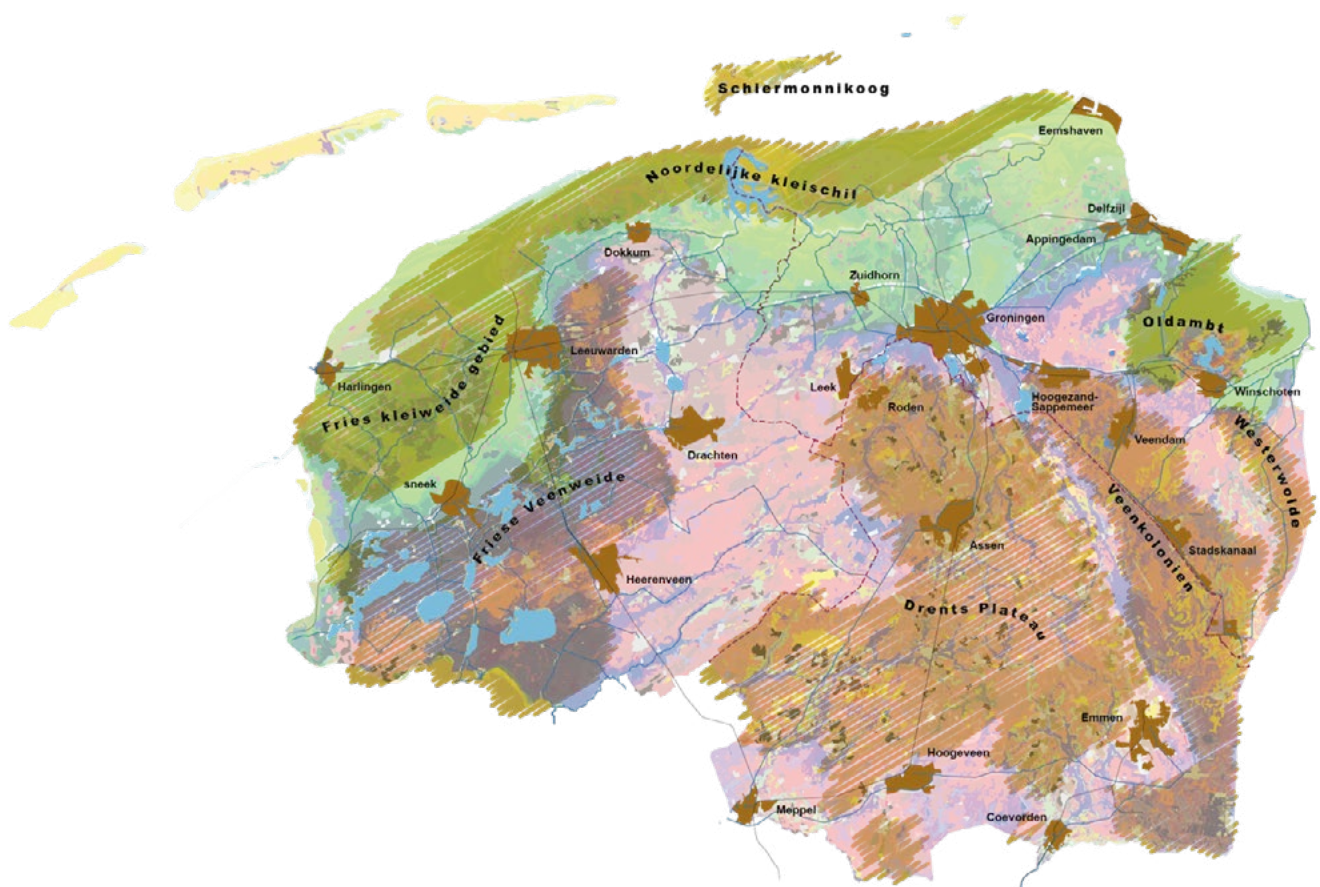 Schiermonnikoog
Eemshaven
Noordelijke kleischil
Delfzijl
Appingedam
Dokkum
Zuidhorn
Groningen
Oldambt
Leeuwarden
Harlingen
Fries kleiweide gebied
Leek
Roden
Hoogezand-
Sappemeer
Winschoten
Veendam
Westerwolde
Drachten
sneek
Friese Veenweide
Veenkolonien
Assen
Stadskanaal
Heerenveen
Drents Plateau
Emmen
Hoogeveen
Meppel
Coevorden